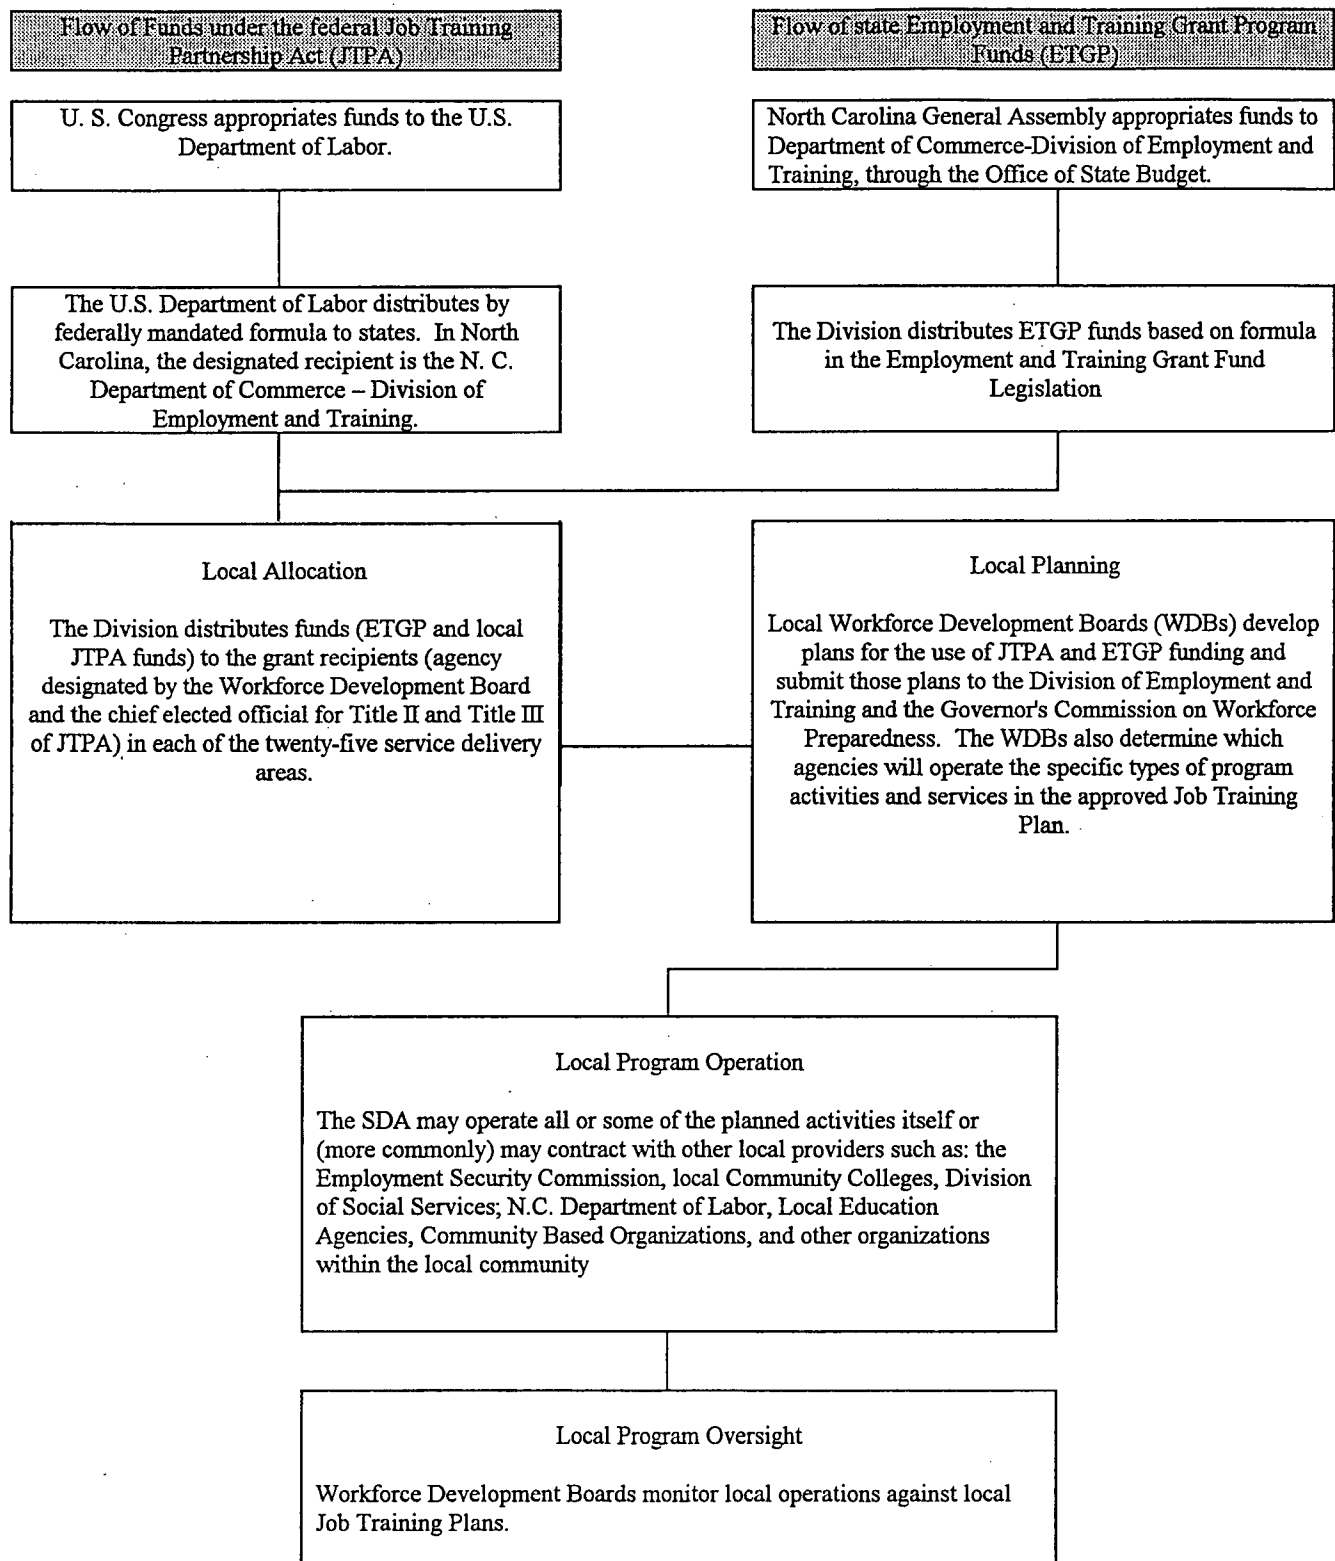 Flow of Funds under the federal Job Training
Partnership Act (JTPA)
U. S. Congress appropriates funds to the U.S.
Department of Labor.
The U.S. Department of Labor distributes by
federally mandated formula to states. In North
Carolina, the designated recipient is the N. C.
Department of Commerce – Division of
Employment and Training.
Flow of state Employment and Training Grant Program
Funds (ETGP)
North Carolina General Assembly appropriates funds to
Department of Commerce-Division of Employment and
Training, through the Office of State Budget.
The Division distributes ETGP funds based on formula
in the Employment and Training Grant Fund
Legislation
Local Allocation
The Division distributes funds (ETGP and local
JTPA funds) to the grant recipients (agency
designated by the Workforce Development Board
and the chief elected official for Title II and Title III
of JTPA) in each of the twenty-five service delivery
areas.
Local Planning
Local Workforce Development Boards (WDBs) develop
plans for the use of JTPA and ETGP funding and
submit those plans to the Division of Employment and
Training and the Governor's Commission on Workforce
Preparedness. The WDBs also determine which
agencies will operate the specific types of program
activities and services in the approved Job Training
Plan.
Local Program Operation
The SDA may operate all or some of the planned activities itself or
(more commonly) may contract with other local providers such as: the
Employment Security Commission, local Community Colleges, Division
of Social Services; N.C. Department of Labor, Local Education
Agencies, Community Based Organizations, and other organizations
within the local community
Local Program Oversight
Workforce Development Boards monitor local operations against local
Job Training Plans.